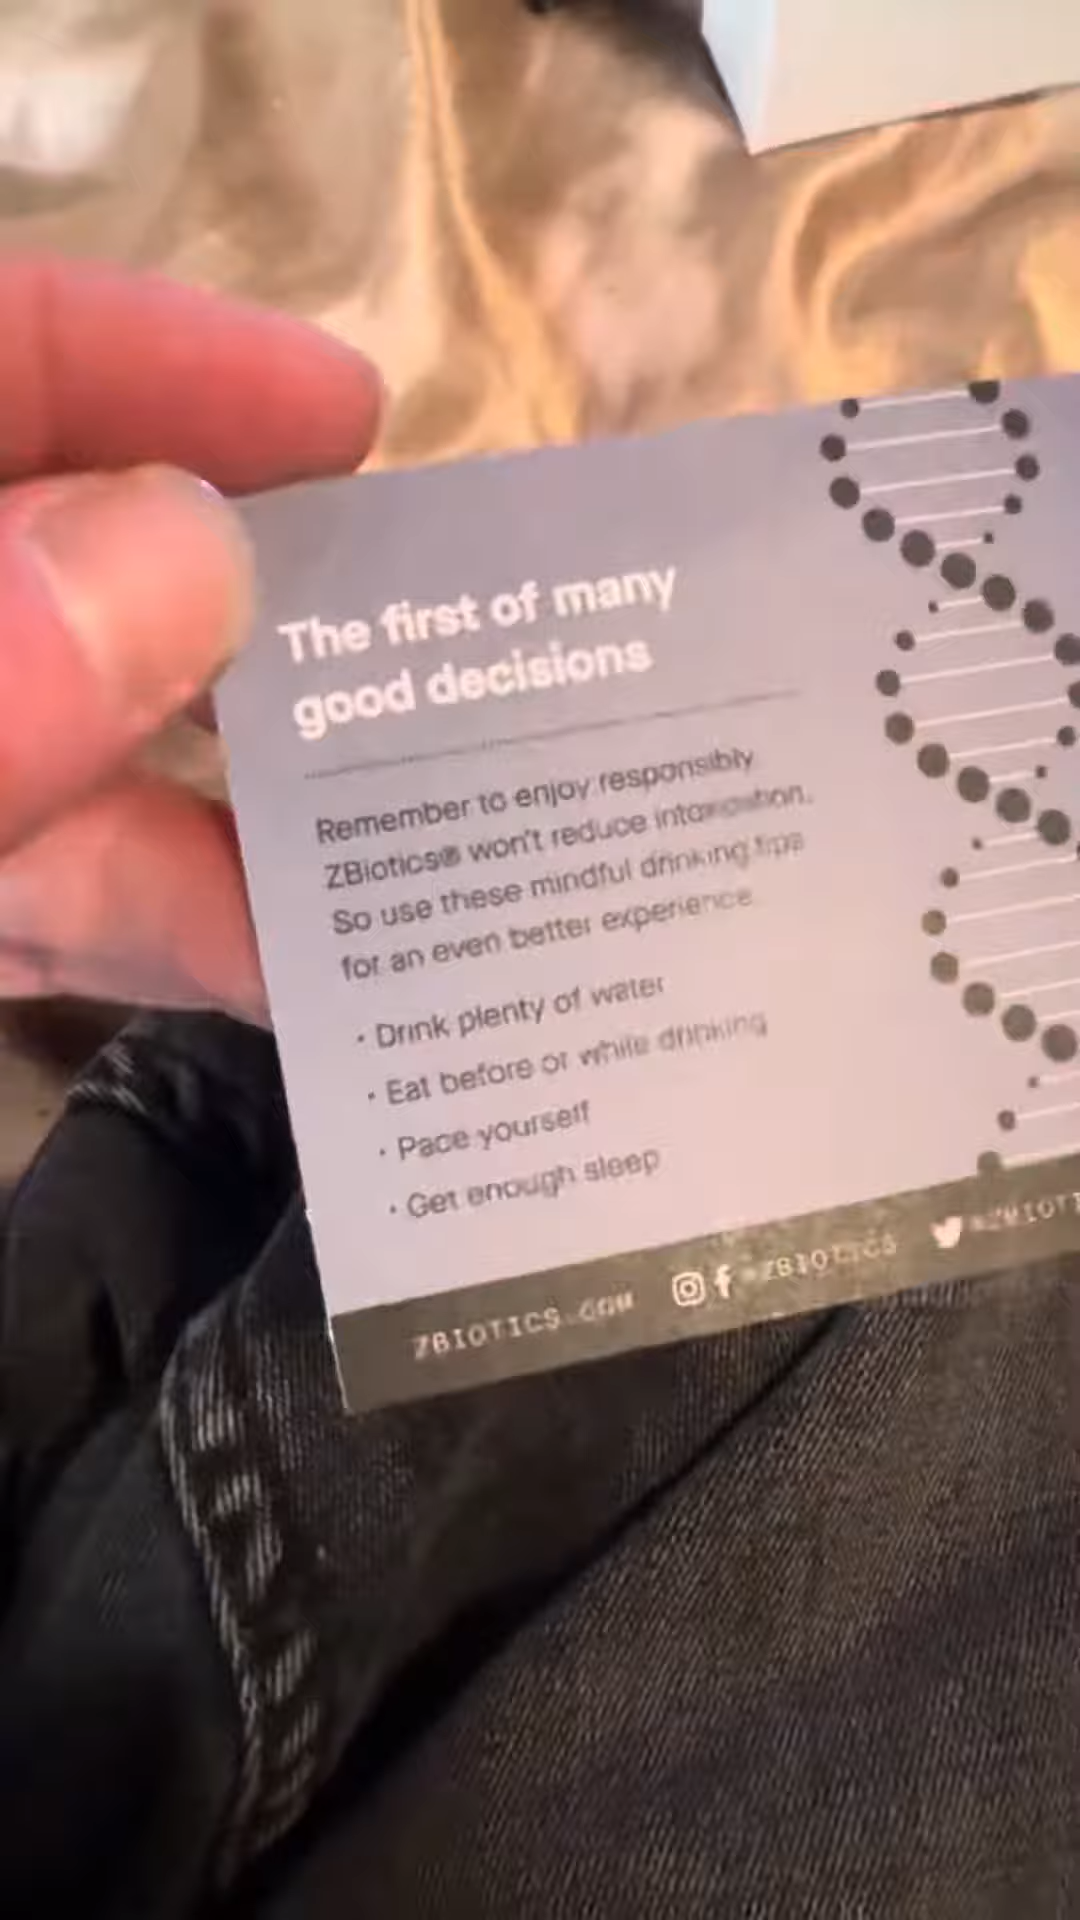 The first of many
good decisions
Remember to enjoy responsibly
ZBiotics® won't reduce intoxication.
So use these mindful drinking tips
for an even better experience
· Drink plenty of water
· Eat before or while drinking
· Pace yourself
· Get enough sleep
ZBIOTICS.COM @ZBIOTICS @ZBIOTI